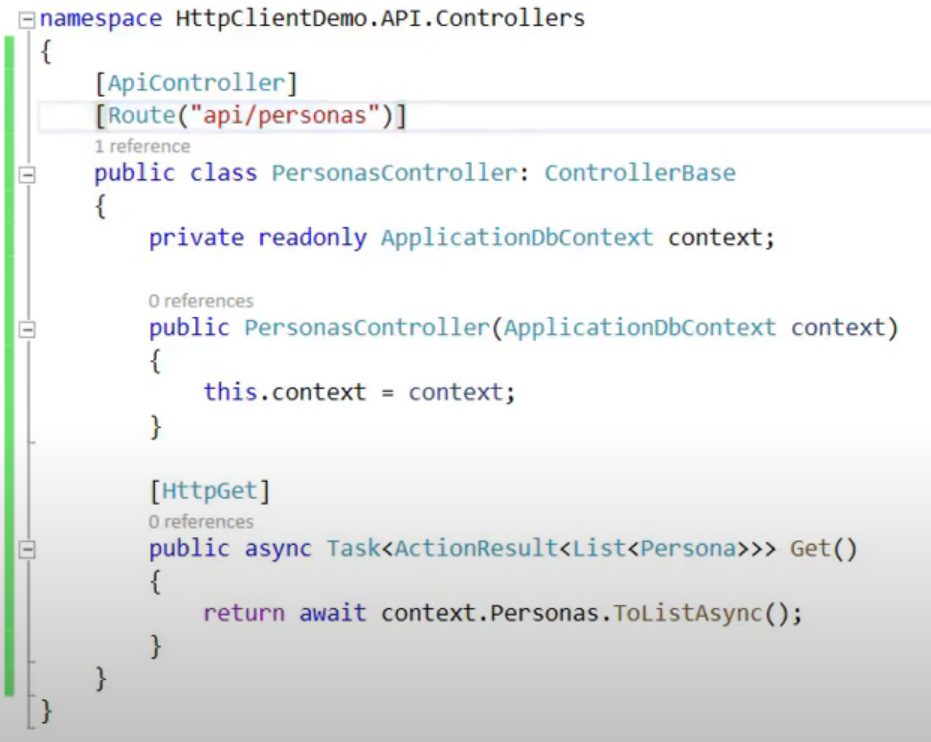 namespace HttpClientDemo.API.Controllers
{
[ApiController]
[Route("api/personas")]
1 reference
public class PersonasController: ControllerBase
{
private readonly ApplicationDbContext context;
0 references
public PersonasController(ApplicationDbContext context)
{
this.context = context;
}
[HttpGet]
0 references
public async Task<ActionResult<List<Persona>>> Get()
{
return await context.Personas.ToListAsync();
}
}
}